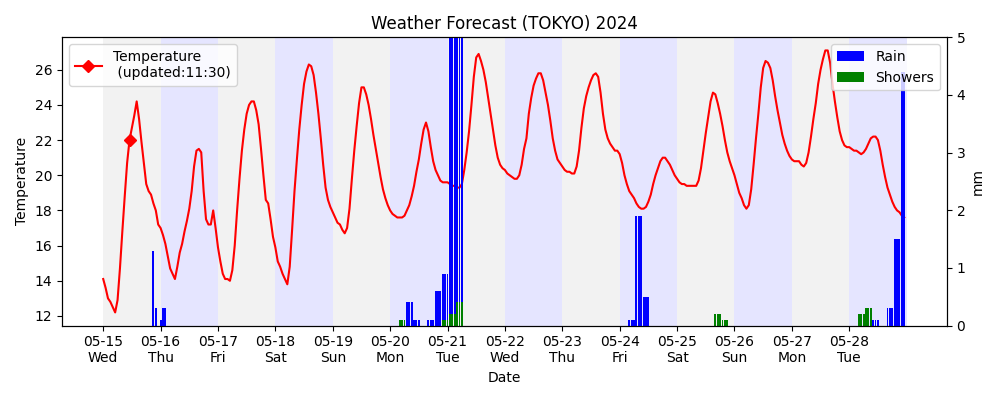 Weather Forecast (TOKYO) 2024
Temperature
(updated:11:30)
Rain
Showers
Temperature
26
24
22
20
18
16
14
12
5
4
3
2
1
0
mm
05-15 05-16 05-17 05-18 05-19 05-20 05-21 05-22 05-23 05-24 05-25 05-26 05-27 05-28
Wed Thu Fri Sat Sun Mon Tue Wed Thu Fri Sat Sun Mon Tue
Date